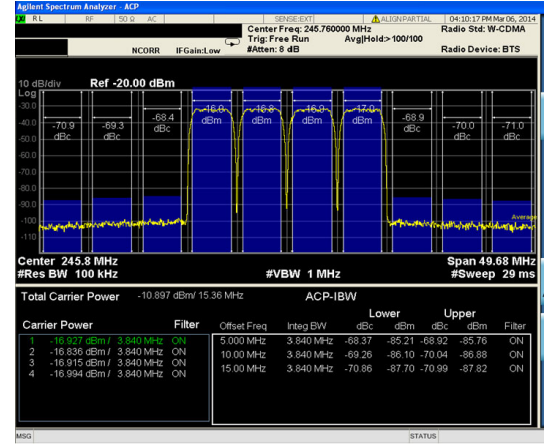 Agilent Spectrum Analyzer - ACP
RL RF 50 Ω AC SENSE:EXT ALIGN PARTIAL 04:10:17 PM Mar 06, 2014
Center Freq: 245.760000 MHz Radio Std: W-CDMA
Trig: Free Run Avg|Hold:>100/100
NCORR IFGain:Low #Atten: 8 dB Radio Device: BTS
10 dB/div Ref -20.00 dBm
Log
-30.0
-40.0
-50.0
-60.0
-70.0
-80.0
-90.0
-100
-110
-70.9 dBc
-69.3 dBc
-68.4 dBc
dBm
-16.8 dBm
-16.9 dBm
-17.0 dBm
-68.9 dBc
-70.0 dBc
-71.0 dBc
Average
Center 245.8 MHz Span 49.68 MHz
#Res BW 100 kHz #VBW 1 MHz #Sweep 29 ms
Total Carrier Power -10.897 dBm/ 15.36 MHz ACP-IBW
Lower Upper
Carrier Power Filter Offset Freq Integ BW dBc dBm dBc dBm Filter
1 -16.927 dBm / 3.840 MHz ON 5.000 MHz 3.840 MHz -68.37 -85.21 -68.92 -85.76 ON
2 -16.836 dBm / 3.840 MHz ON 10.00 MHz 3.840 MHz -69.26 -86.10 -70.04 -86.88 ON
3 -16.915 dBm / 3.840 MHz ON 15.00 MHz 3.840 MHz -70.86 -87.70 -70.99 -87.82 ON
4 -16.994 dBm / 3.840 MHz ON
MSG STATUS